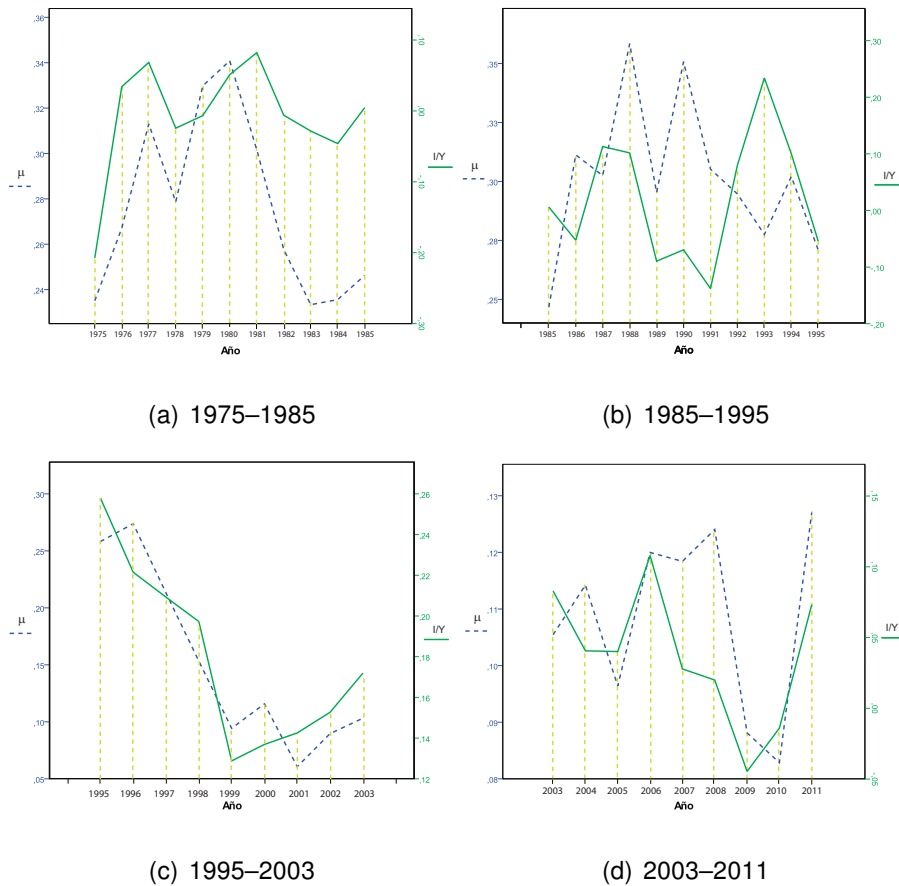 ,36
,34
,32
,30
,28
,26
,24
μ
,10
,00
-,10
-,20
-,30
I/Y
1975 1976 1977 1978 1979 1980 1981 1982 1983 1984 1985
Año
(a) 1975–1985
,35
,33
,30
,28
,25
μ
,30
,20
,10
,00
-,10
-,20
I/Y
1985 1986 1987 1988 1989 1990 1991 1992 1993 1994 1995
Año
(b) 1985–1995
,30
,25
,20
,15
,10
,05
μ
,26
,24
,22
,20
,18
,16
,14
,12
I/Y
1995 1996 1997 1998 1999 2000 2001 2002 2003
Año
(c) 1995–2003
,13
,12
,11
,10
,09
,08
μ
,15
,10
,05
,00
-,05
I/Y
2003 2004 2005 2006 2007 2008 2009 2010 2011
Año
(d) 2003–2011